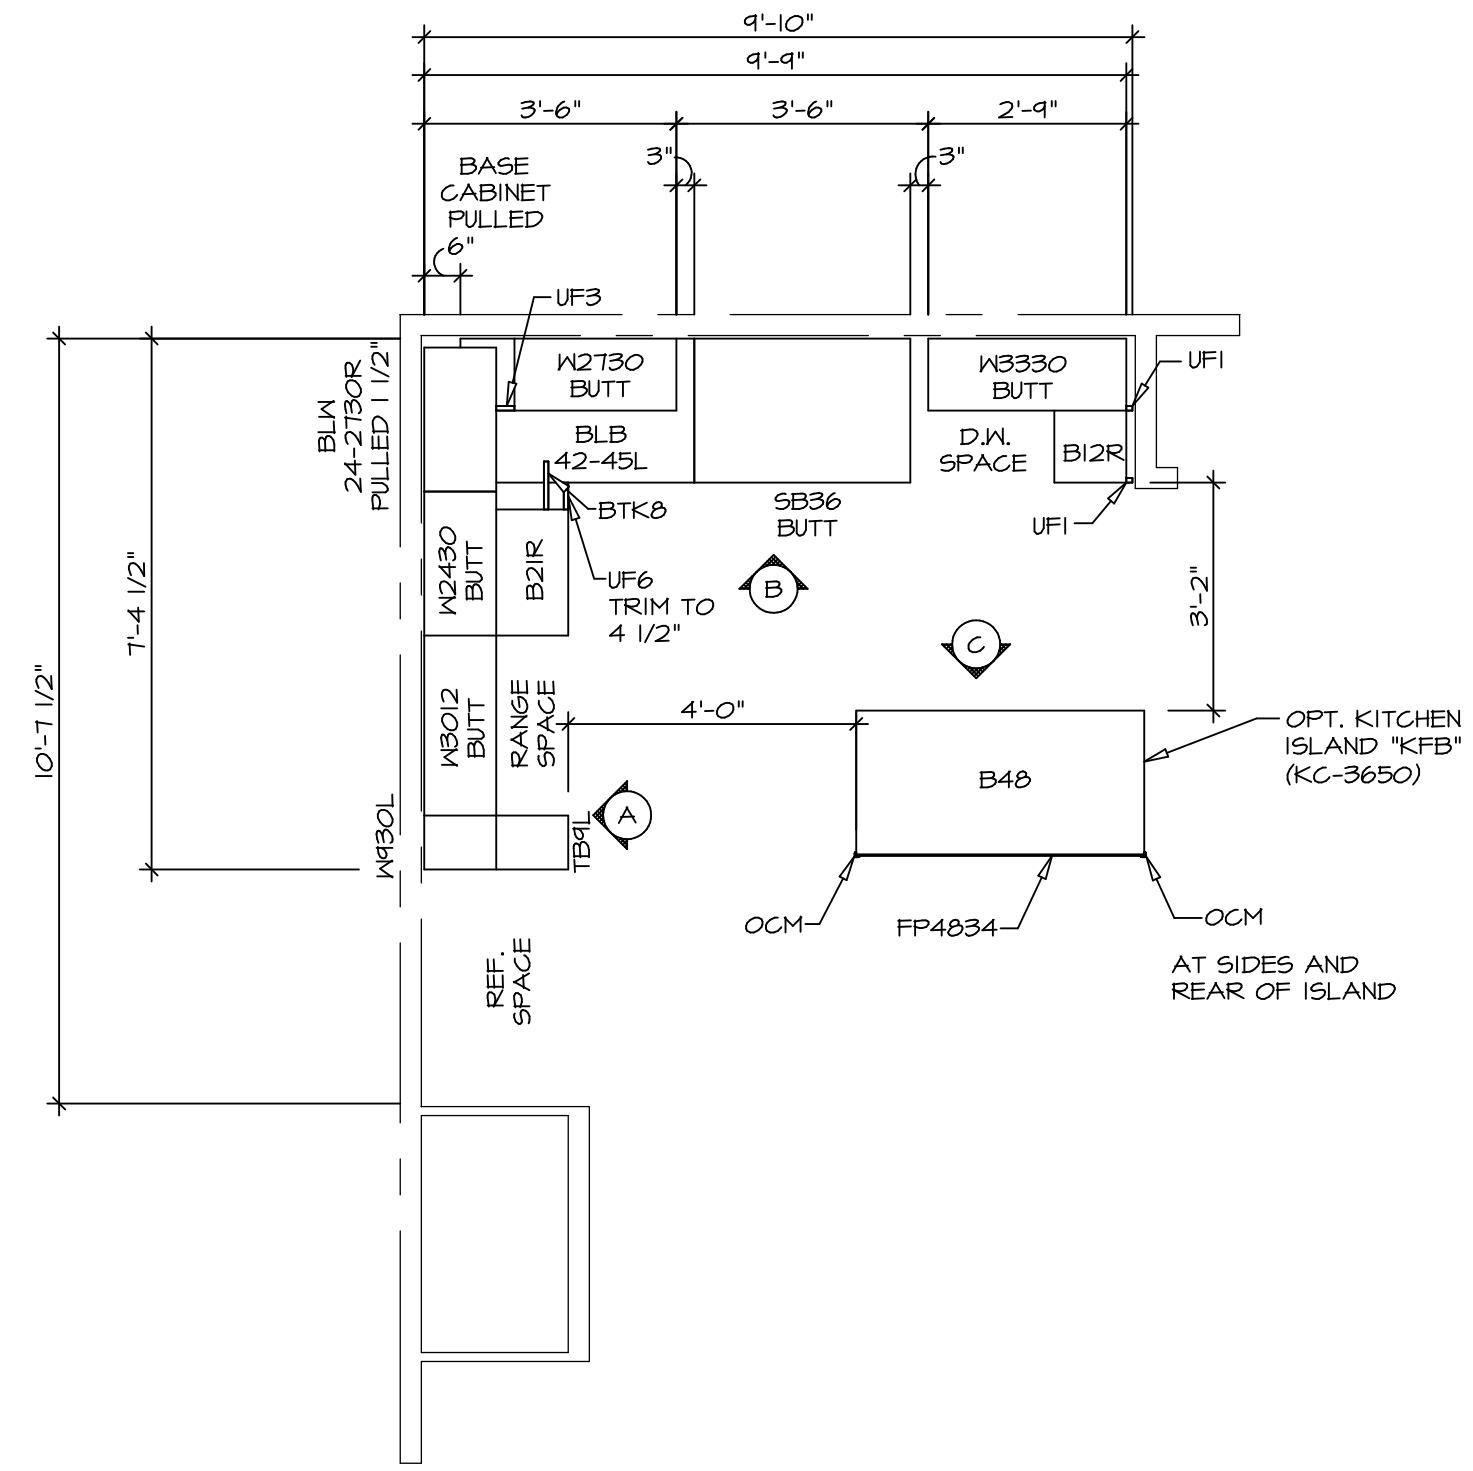 9'-10"
9'-9"
3'-6"
3'-6"
2'-9"
3"
3"
BASE
CABINET
PULLED
6"
UF3
BLW
24-2730R
PULLED 1 1/2"
W2730
BUTT
W3330
BUTT
UF1
BLB
42-45L
D.W.
SPACE
B12R
SB36
BUTT
BTK8
UF1
W2430
BUTT
B21R
UF6
TRIM TO
4 1/2"
B
C
3'-2"
7'-4 1/2"
10'-7 1/2"
W3012
BUTT
RANGE
SPACE
4'-0"
OPT. KITCHEN
ISLAND "KFB"
(KC-3650)
B48
A
W930L
TB9L
OCM
FP4834
OCM
AT SIDES AND
REAR OF ISLAND
REF.
SPACE